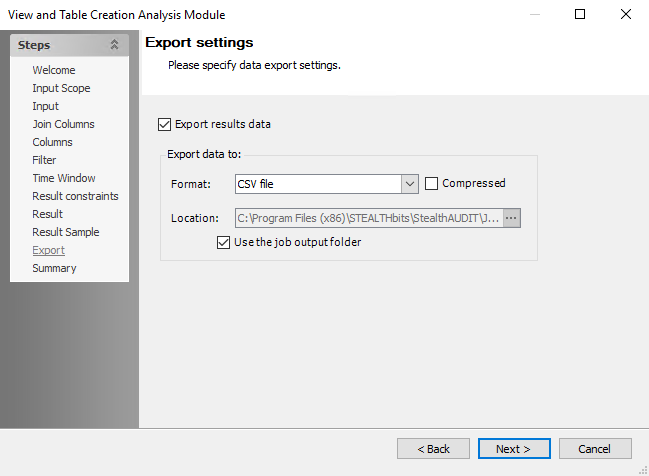 View and Table Creation Analysis Module
Steps
Welcome
Input Scope
Input
Join Columns
Columns
Filter
Time Window
Result constraints
Result
Result Sample
Export
Summary
Export settings
Please specify data export settings.
Export results data
Export data to:
Format: CSV file Compressed
Location: C:\Program Files (x86)\STEALTHbits\StealthAUDIT\J... ...
Use the job output folder
< Back Next > Cancel